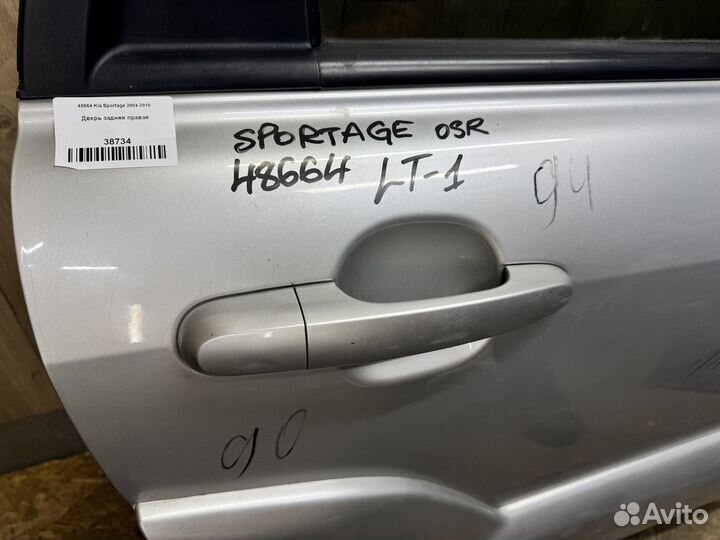 48664 Kia Sportage 2004-2010
Дверь задняя правая
38734
SPORTAGE OSR
48664 LT-1
94
90
Avito